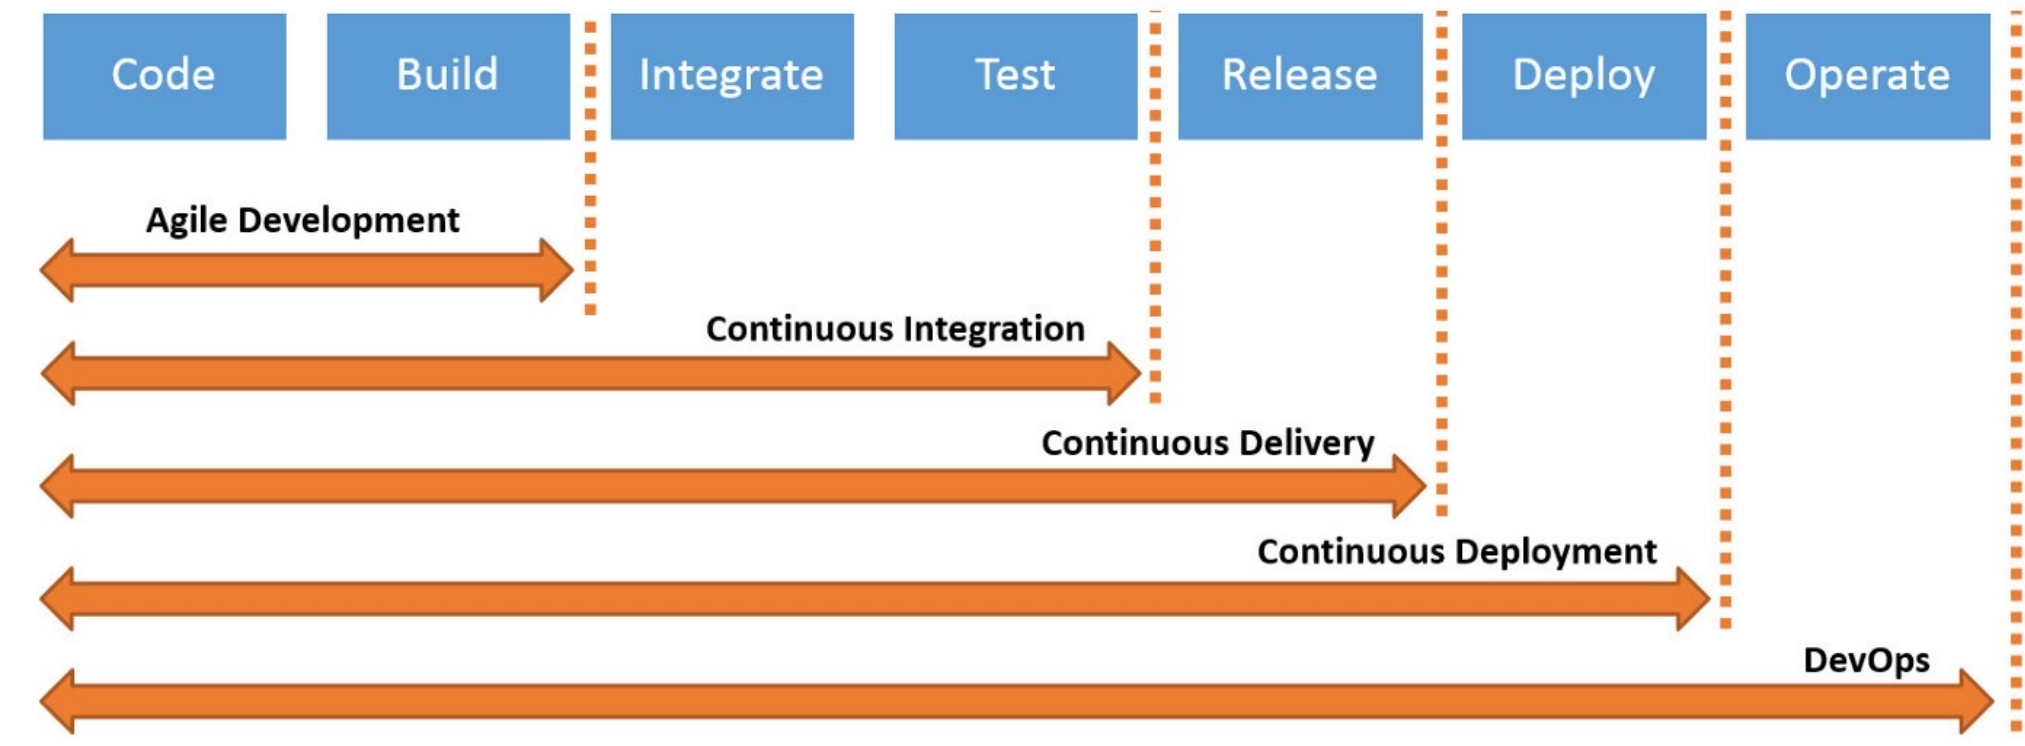 Code
Build
Integrate
Test
Release
Deploy
Operate
Agile Development
Continuous Integration
Continuous Delivery
Continuous Deployment
DevOps